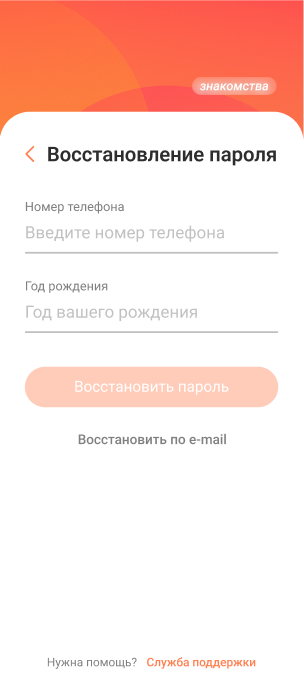 знакомства
Восстановление пароля
Номер телефона
Введите номер телефона
Год рождения
Год вашего рождения
Восстановить пароль
Восстановить по e-mail
Нужна помощь? Служба поддержки